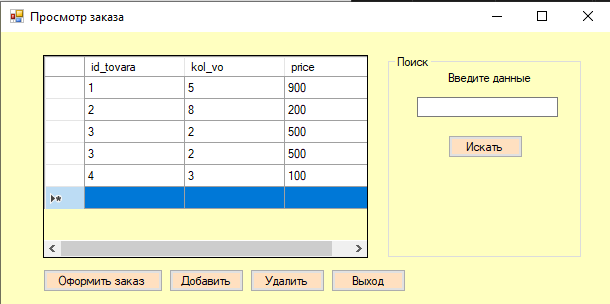 Просмотр заказа
id_tovara kol_vo price
1 5 900
2 8 200
3 2 500
3 2 500
4 3 100
Поиск
Введите данные
Искать
Оформить заказ Добавить Удалить Выход